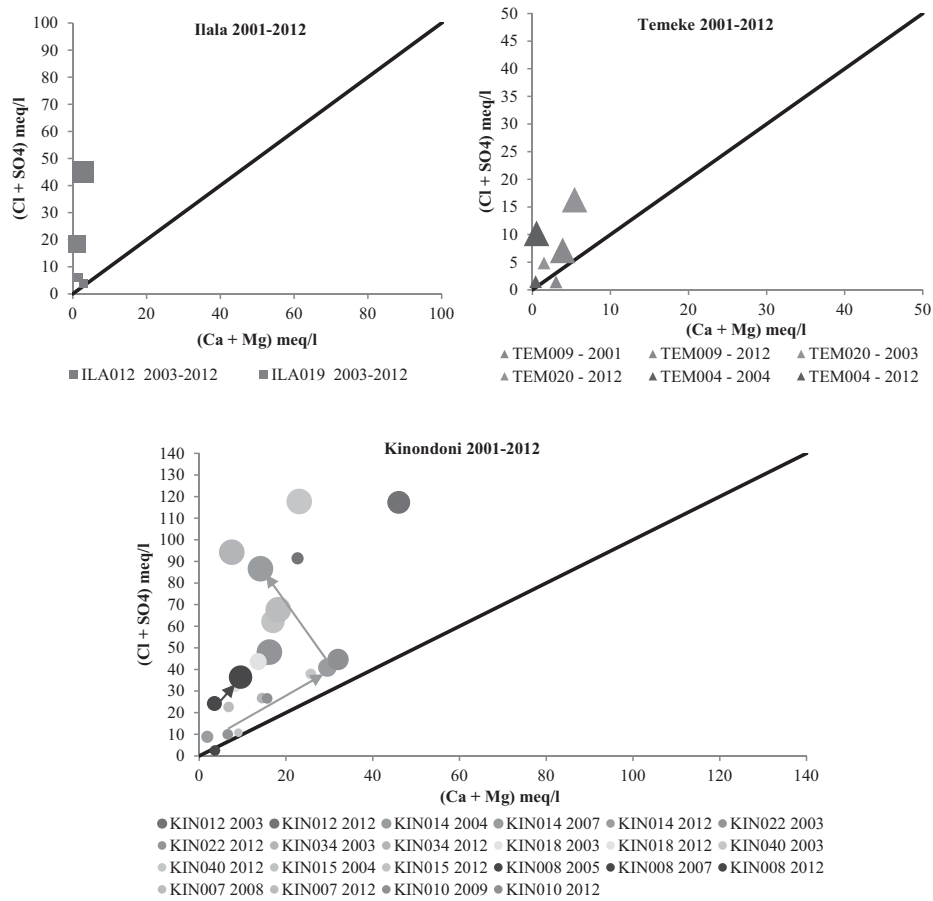 Ilala 2001-2012
100
90
80
70
60
50
40
30
20
10
0
(Cl + SO4) meq/l
0 20 40 60 80 100
(Ca + Mg) meq/l
ILA012 2003-2012 ILA019 2003-2012
Temeke 2001-2012
50
45
40
35
30
25
20
15
10
5
0
(Cl + SO4) meq/l
0 10 20 30 40 50
(Ca + Mg) meq/l
TEM009 - 2001 TEM009 - 2012 TEM020 - 2003
TEM020 - 2012 TEM004 - 2004 TEM004 - 2012
Kinondoni 2001-2012
140
130
120
110
100
90
80
70
60
50
40
30
20
10
0
(Cl + SO4) meq/l
0 20 40 60 80 100 120 140
(Ca + Mg) meq/l
KIN012 2003 KIN012 2012 KIN014 2004 KIN014 2007 KIN014 2012 KIN022 2003
KIN022 2012 KIN034 2003 KIN034 2012 KIN018 2003 KIN018 2012 KIN040 2003
KIN040 2012 KIN015 2004 KIN015 2012 KIN008 2005 KIN008 2007 KIN008 2012
KIN007 2008 KIN007 2012 KIN010 2009 KIN010 2012